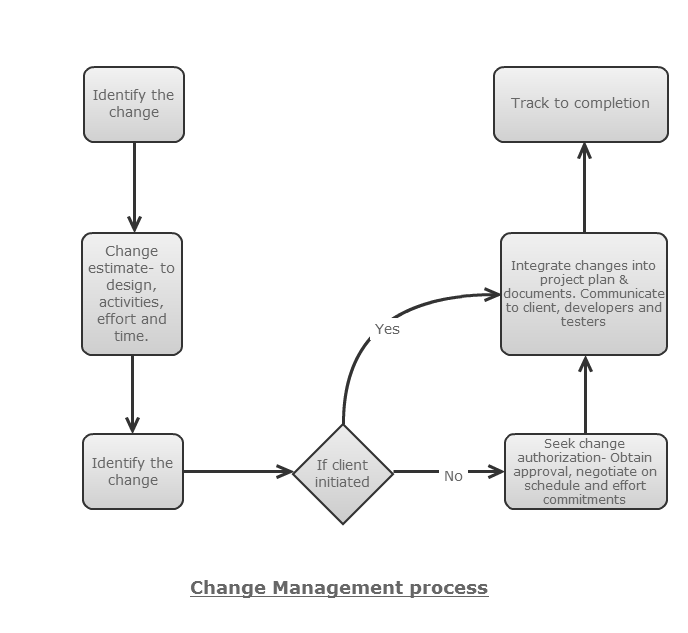 Identify the
change
Change
estimate- to
design,
activities,
effort and
time.
Identify the
change
If client
initiated
Yes
No
Seek change
authorization- Obtain
approval, negotiate on
schedule and effort
commitments
Integrate changes into
project plan &
documents. Communicate
to client, developers and
testers
Track to completion
Change Management process